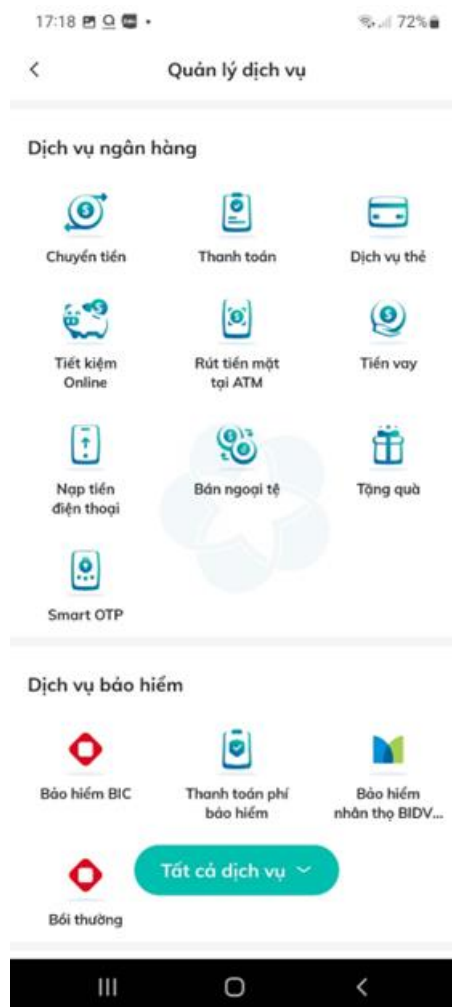 17:18 72%
Quản lý dịch vụ
Dịch vụ ngân hàng
Chuyển tiền Thanh toán Dịch vụ thẻ
Tiết kiệm Online
Rút tiền mặt tại ATM
Tiền vay
Nạp tiền điện thoại
Bán ngoại tệ Tặng quà
Smart OTP
Dịch vụ bảo hiểm
Bảo hiểm BIC
Thanh toán phí bảo hiểm
Bảo hiểm nhân thọ BIDV...
Tất cả dịch vụ
Bồi thường